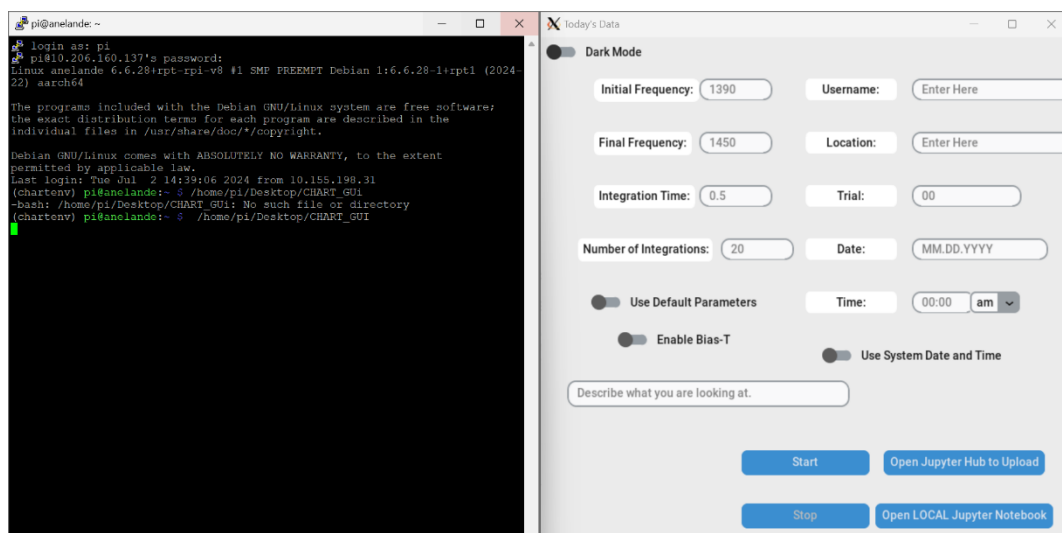 pi@anelande: ~
login as: pi
pi@10.206.160.137's password:
Linux anelande 6.6.28+rpt-rpi-v8 #1 SMP PREEMPT Debian 1:6.6.28-1+rpt1 (2024-
22) aarch64
The programs included with the Debian GNU/Linux system are free software;
the exact distribution terms for each program are described in the
individual files in /usr/share/doc/*/copyright.
Debian GNU/Linux comes with ABSOLUTELY NO WARRANTY, to the extent
permitted by applicable law.
Last login: Tue Jul  2 14:39:06 2024 from 10.155.198.31
(chartenv) pi@anelande:~ $ /home/pi/Desktop/CHART_GUi
-bash: /home/pi/Desktop/CHART_GUi: No such file or directory
(chartenv) pi@anelande:~ $  /home/pi/Desktop/CHART_GUI
Today's Data
Dark Mode
Initial Frequency: 1390 Username: Enter Here
Final Frequency: 1450 Location: Enter Here
Integration Time: 0.5 Trial: 00
Number of Integrations: 20 Date: MM.DD.YYYY
Use Default Parameters Time: 00:00 am
Enable Bias-T
Use System Date and Time
Describe what you are looking at.
Start Open Jupyter Hub to Upload
Stop Open LOCAL Jupyter Notebook